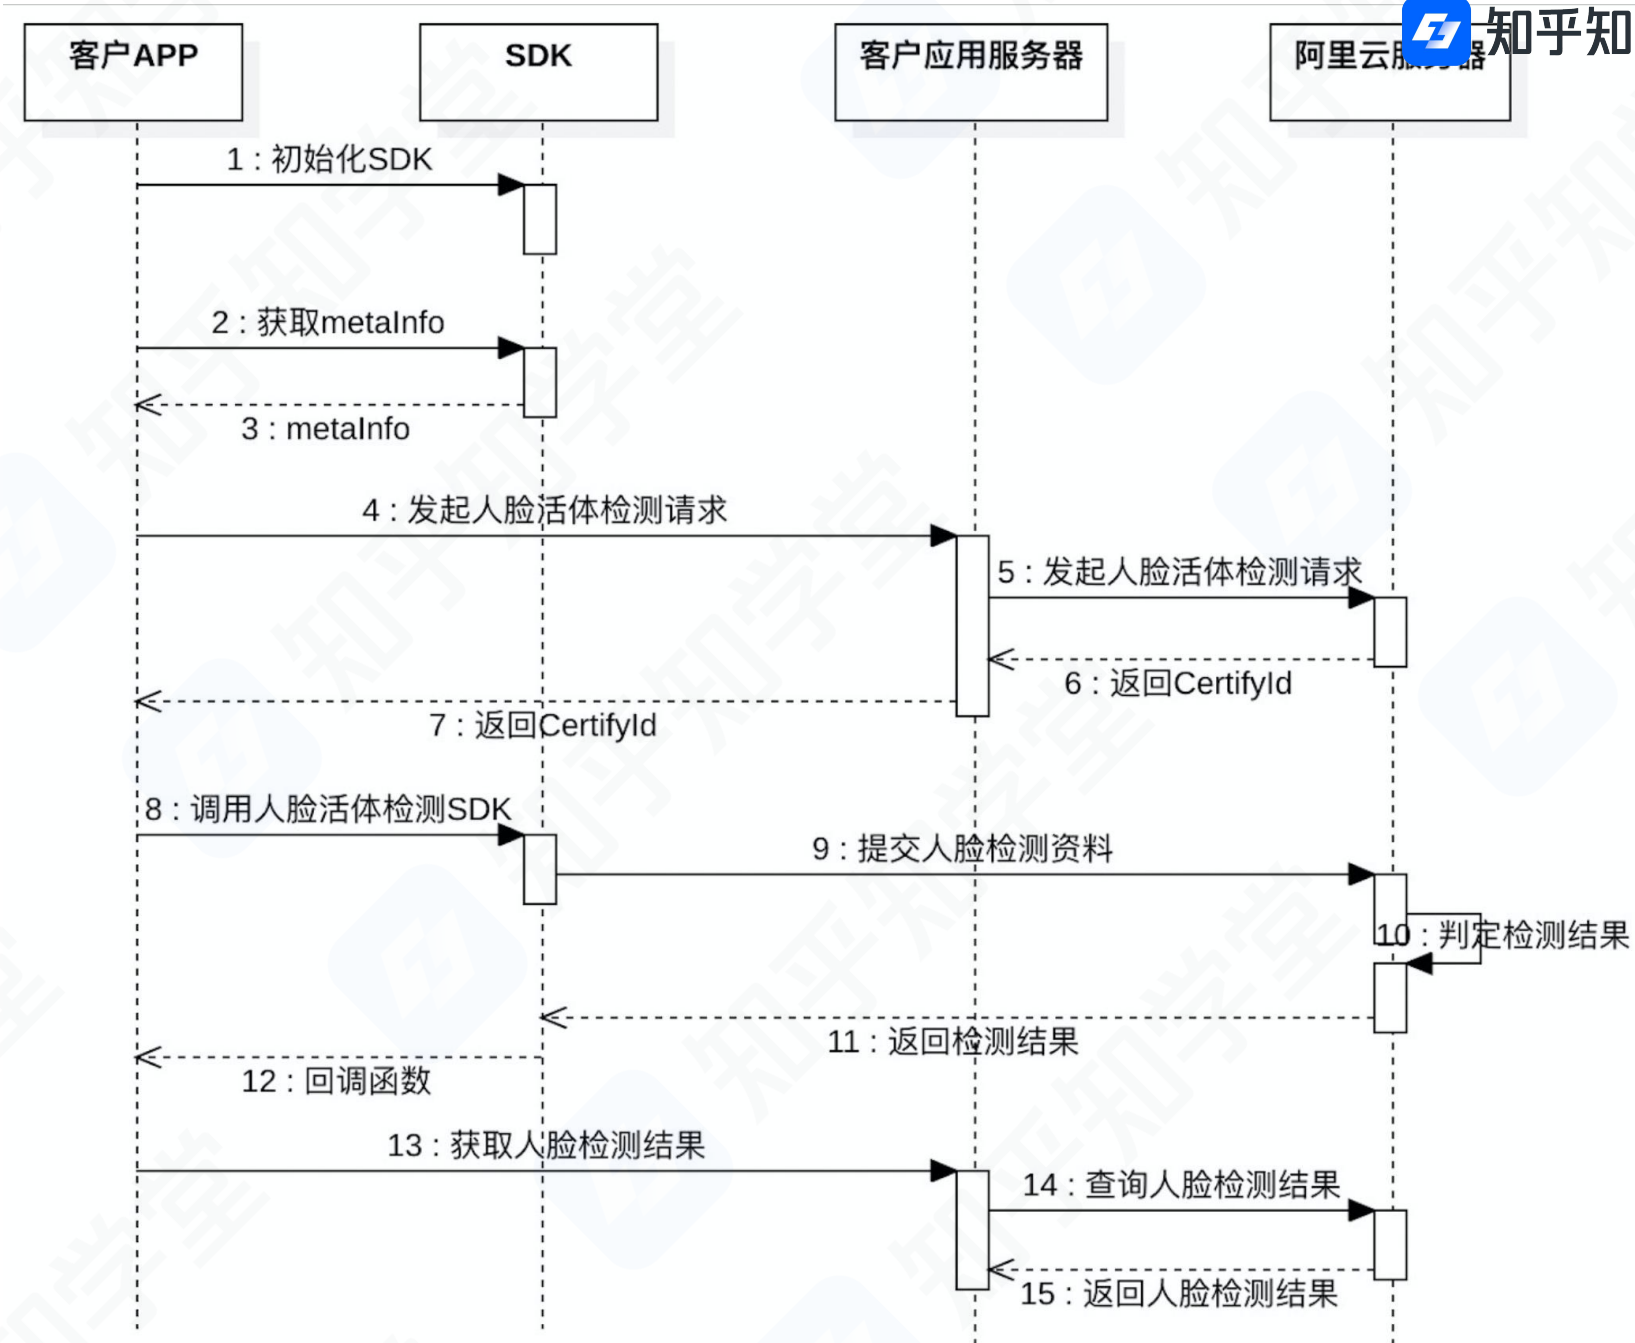 客户APP
SDK
客户应用服务器
阿里云服务器
知乎知
1 : 初始化SDK
2 : 获取metaInfo
3 : metaInfo
4 : 发起人脸活体检测请求
5 : 发起人脸活体检测请求
6 : 返回CertifyId
7 : 返回CertifyId
8 : 调用人脸活体检测SDK
9 : 提交人脸检测资料
10 : 判定检测结果
11 : 返回检测结果
12 : 回调函数
13 : 获取人脸检测结果
14 : 查询人脸检测结果
15 : 返回人脸检测结果
知乎知学堂